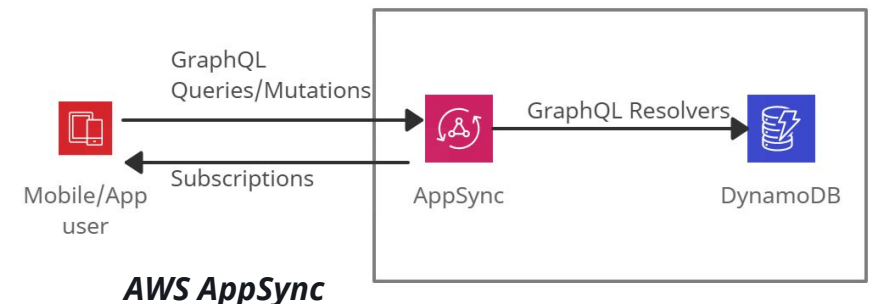 GraphQL
Queries/Mutations
GraphQL Resolvers
Subscriptions
Mobile/App
user
AppSync
DynamoDB
AWS AppSync